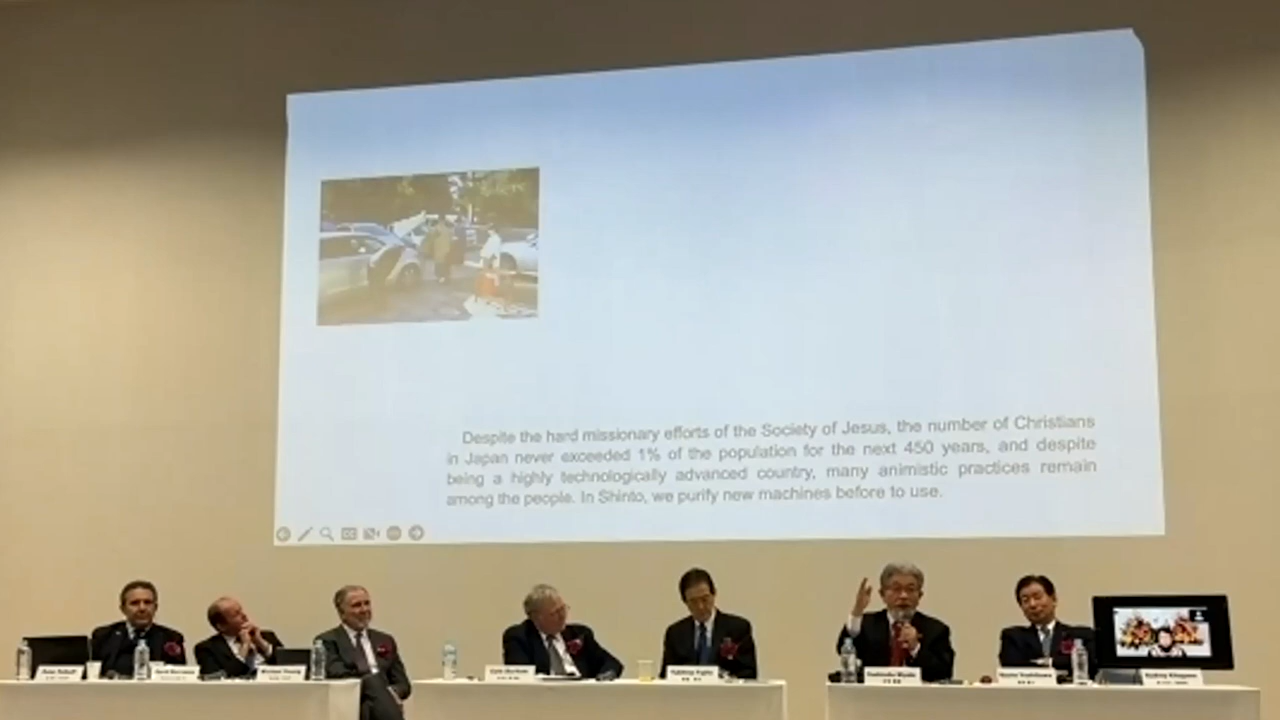 Despite the hard missionary efforts of the Society of Jesus, the number of Christians
in Japan never exceeded 1% of the population for the next 450 years, and despite
being a highly technologically advanced country, many animistic practices remain
among the people. In Shinto, we purify new machines before to use.